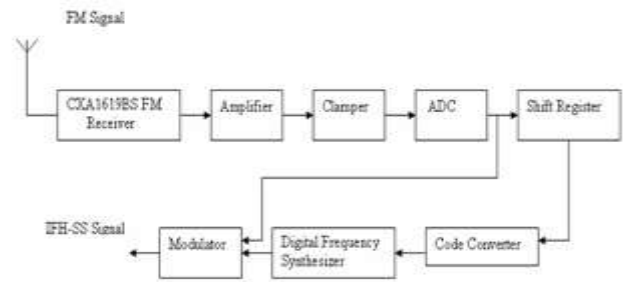 FM Signal
CXA1619BS FM
Receiver
Amplifier
Clamper
ADC
Shift Register
IFH-SS Signal
Modulator
Digital Frequency
Synthesizer
Code Converter